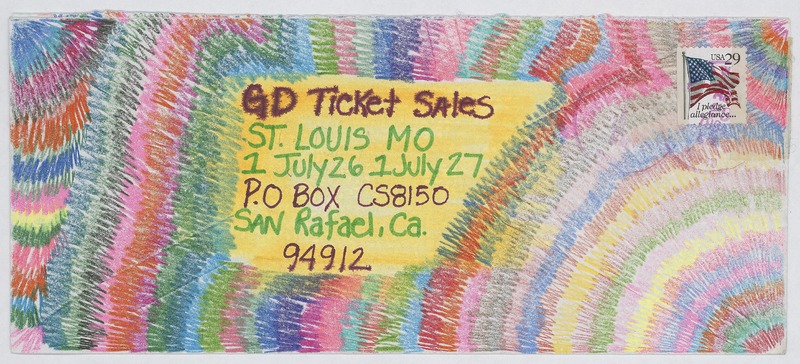 GD Ticket Sales
ST. LOUIS MO
1 July 26 1 July 27
P.O BOX CS8150
SAN Rafael, Ca.
94912
USA 29
I pledge
allegiance...